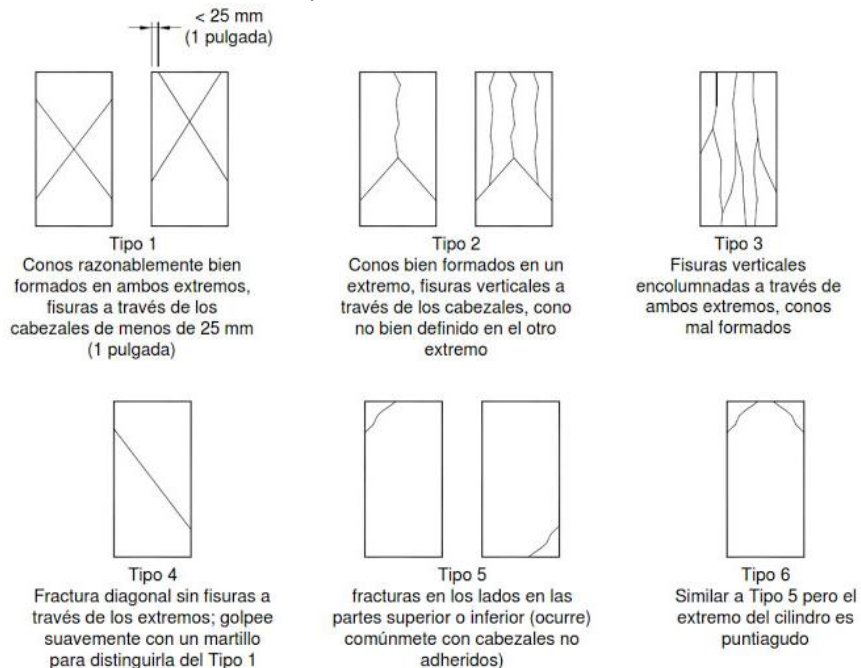 < 25 mm
(1 pulgada)
Tipo 1
Conos razonablemente bien
formados en ambos extremos,
fisuras a través de los
cabezales de menos de 25 mm
(1 pulgada)
Tipo 2
Conos bien formados en un
extremo, fisuras verticales a
través de los cabezales, cono
no bien definido en el otro
extremo
Tipo 3
Fisuras verticales
encolumnadas a través de
ambos extremos, conos
mal formados
Tipo 4
Fractura diagonal sin fisuras a
través de los extremos; golpee
suavemente con un martillo
para distinguirla del Tipo 1
Tipo 5
fracturas en los lados en las
partes superior o inferior (ocurre)
comúnmete con cabezales no
adheridos)
Tipo 6
Similar a Tipo 5 pero el
extremo del cilindro es
puntiagudo